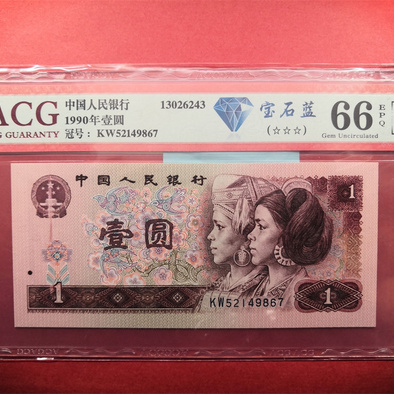 ACG
NG GUARANTY
中国人民银行
1990年壹圆
冠号: KW52149867
13026243
宝石蓝
(☆☆☆)
66
EPQ
Gem Uncirculated
中国人民银行
1
壹圆
KW52149867
1
1